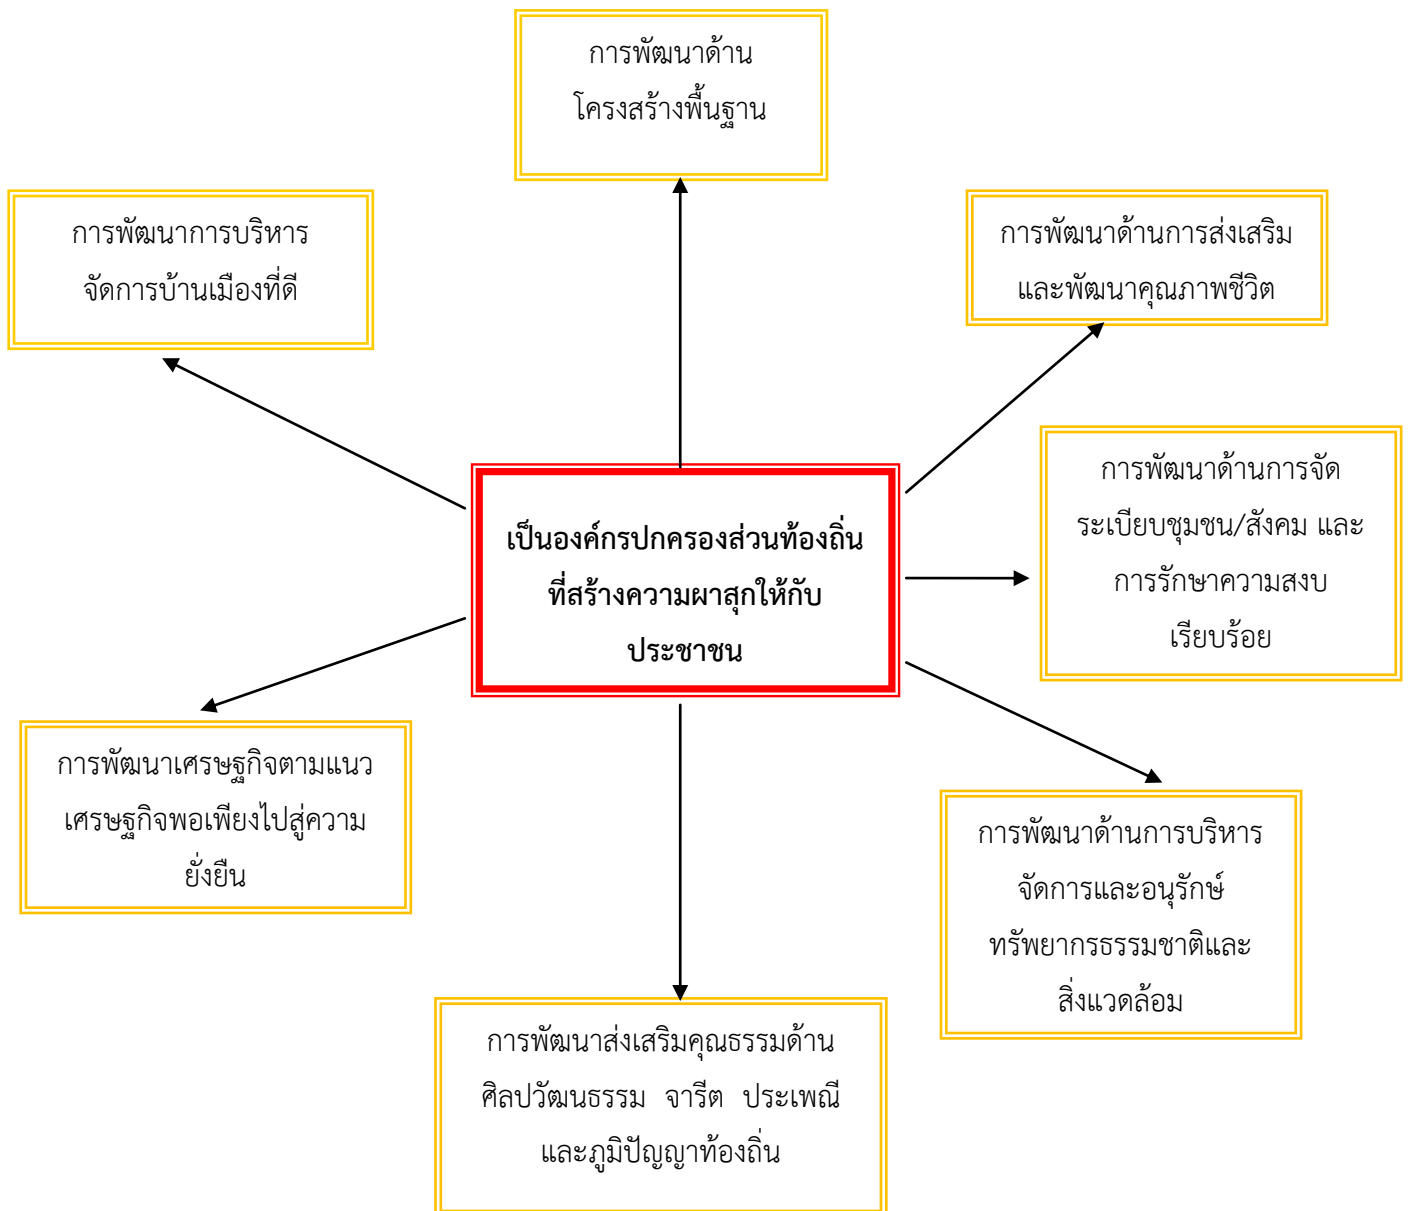 การพัฒนาด้าน
โครงสร้างพื้นฐาน
การพัฒนาการบริหาร
จัดการบ้านเมืองที่ดี
การพัฒนาด้านการส่งเสริม
และพัฒนาคุณภาพชีวิต
การพัฒนาด้านการจัด
ระเบียบชุมชน/สังคม และ
การรักษาความสงบ
เรียบร้อย
เป็นองค์กรปกครองส่วนท้องถิ่น
ที่สร้างความผาสุกให้กับ
ประชาชน
การพัฒนาเศรษฐกิจตามแนว
เศรษฐกิจพอเพียงไปสู่ความ
ยั่งยืน
การพัฒนาด้านการบริหาร
จัดการและอนุรักษ์
ทรัพยากรธรรมชาติและ
สิ่งแวดล้อม
การพัฒนาส่งเสริมคุณธรรมด้าน
ศิลปวัฒนธรรม จารีต ประเพณี
และภูมิปัญญาท้องถิ่น